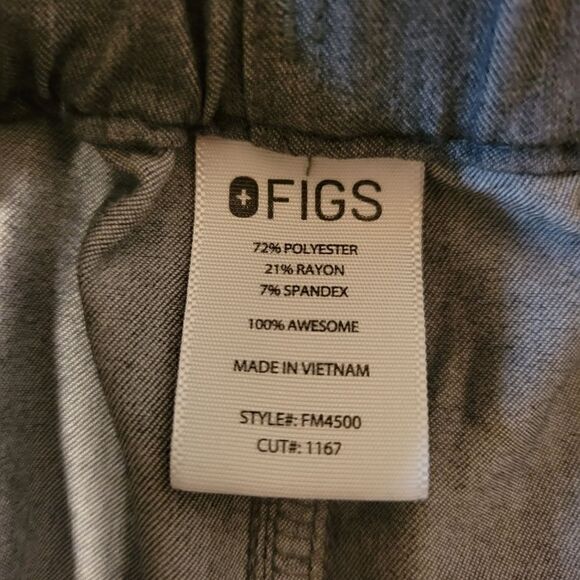 FIGS
72% POLYESTER
21% RAYON
7% SPANDEX
100% AWESOME
MADE IN VIETNAM
STYLE#: FM4500
CUT#: 1167